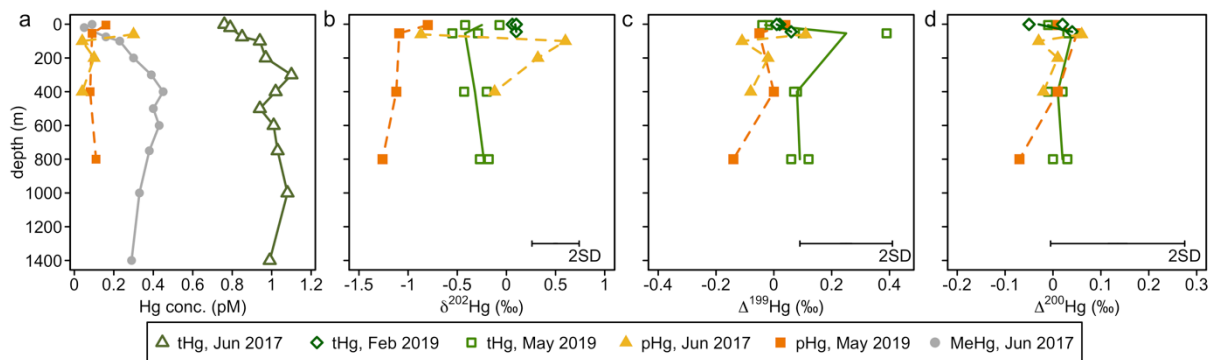 a b c d
depth (m)
0
200
400
600
800
1000
1200
1400
0 0.2 0.4 0.6 0.8 1 1.2
Hg conc. (pM)
2SD
-1.5 -1 -0.5 0 0.5 1
δ²⁰²Hg (‰)
2SD
-0.4 -0.2 0 0.2 0.4
Δ¹⁹⁹Hg (‰)
2SD
-0.2 -0.1 0 0.1 0.2 0.3
Δ²⁰⁰Hg (‰)
tHg, Jun 2017 tHg, Feb 2019 tHg, May 2019 pHg, Jun 2017 pHg, May 2019 MeHg, Jun 2017